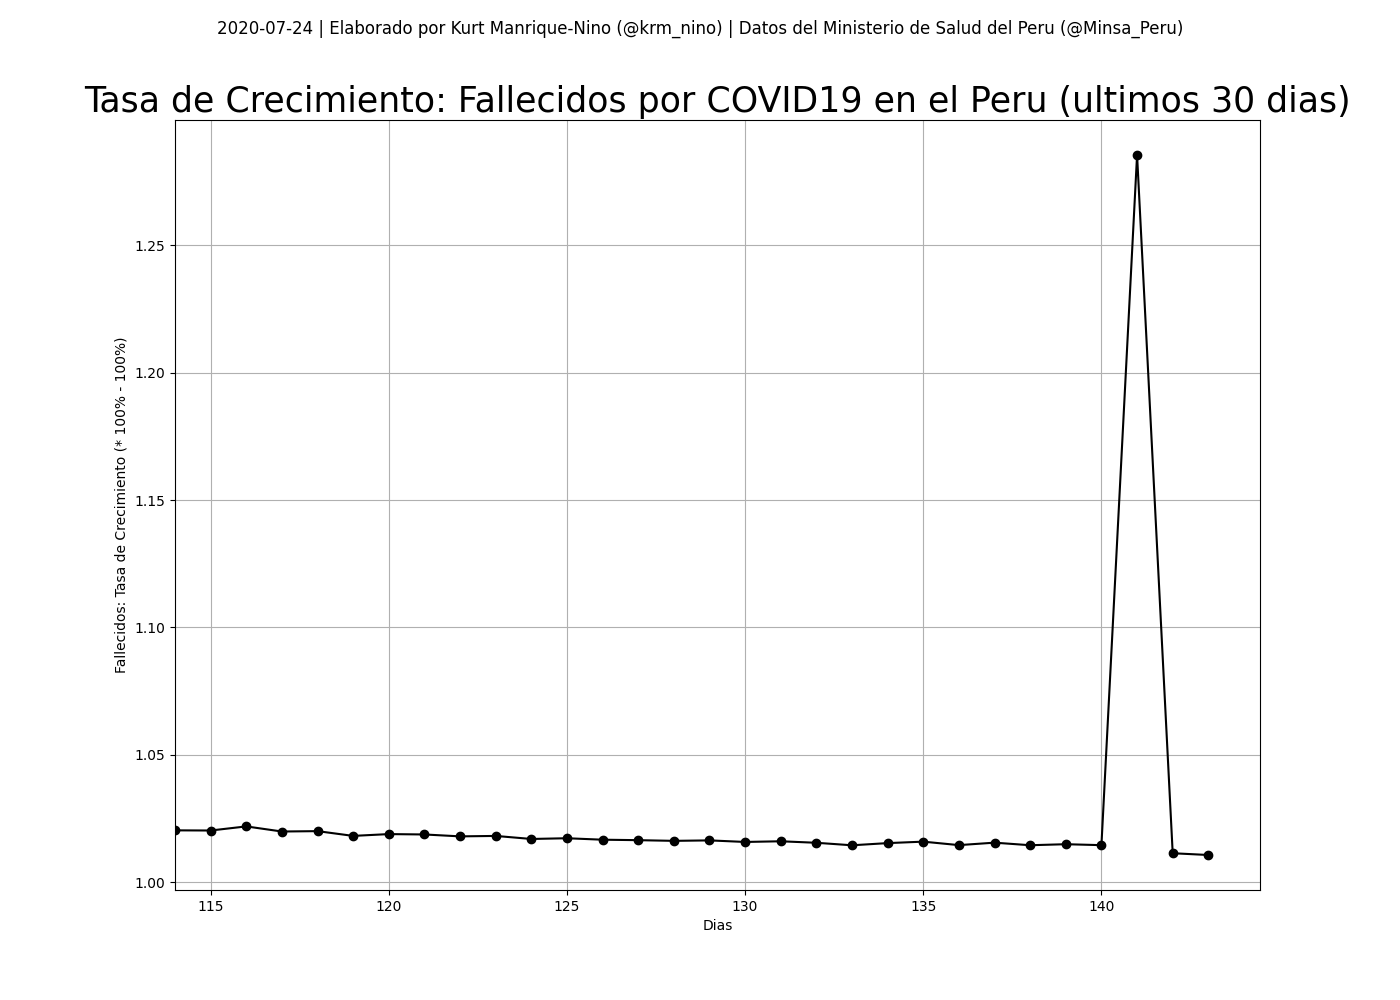 2020-07-24 | Elaborado por Kurt Manrique-Nino (@krm_nino) | Datos del Ministerio de Salud del Peru (@Minsa_Peru)
Tasa de Crecimiento: Fallecidos por COVID19 en el Peru (ultimos 30 dias)
Fallecidos: Tasa de Crecimiento (* 100% - 100%)
1.25
1.20
1.15
1.10
1.05
1.00
115 120 125 130 135 140
Dias